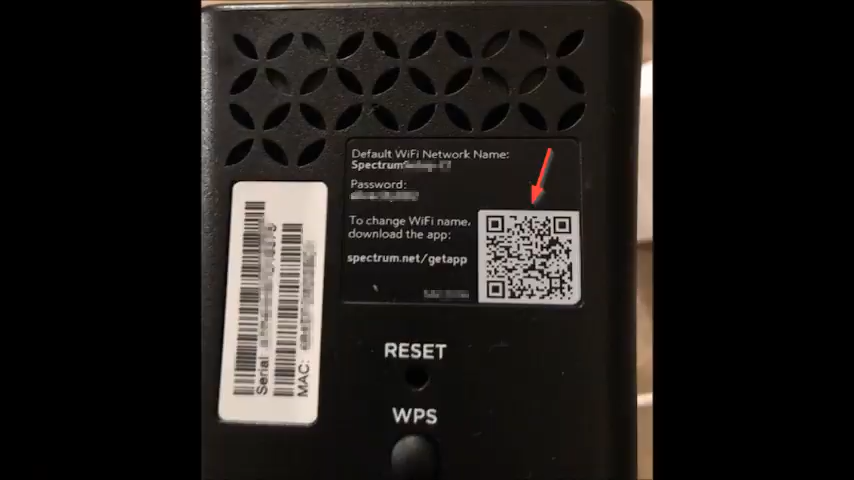 Default WiFi Network Name:
Spectrum
Password:
To change WiFi name,
download the app:
spectrum.net/getapp
Serial
MAC:
RESET
WPS